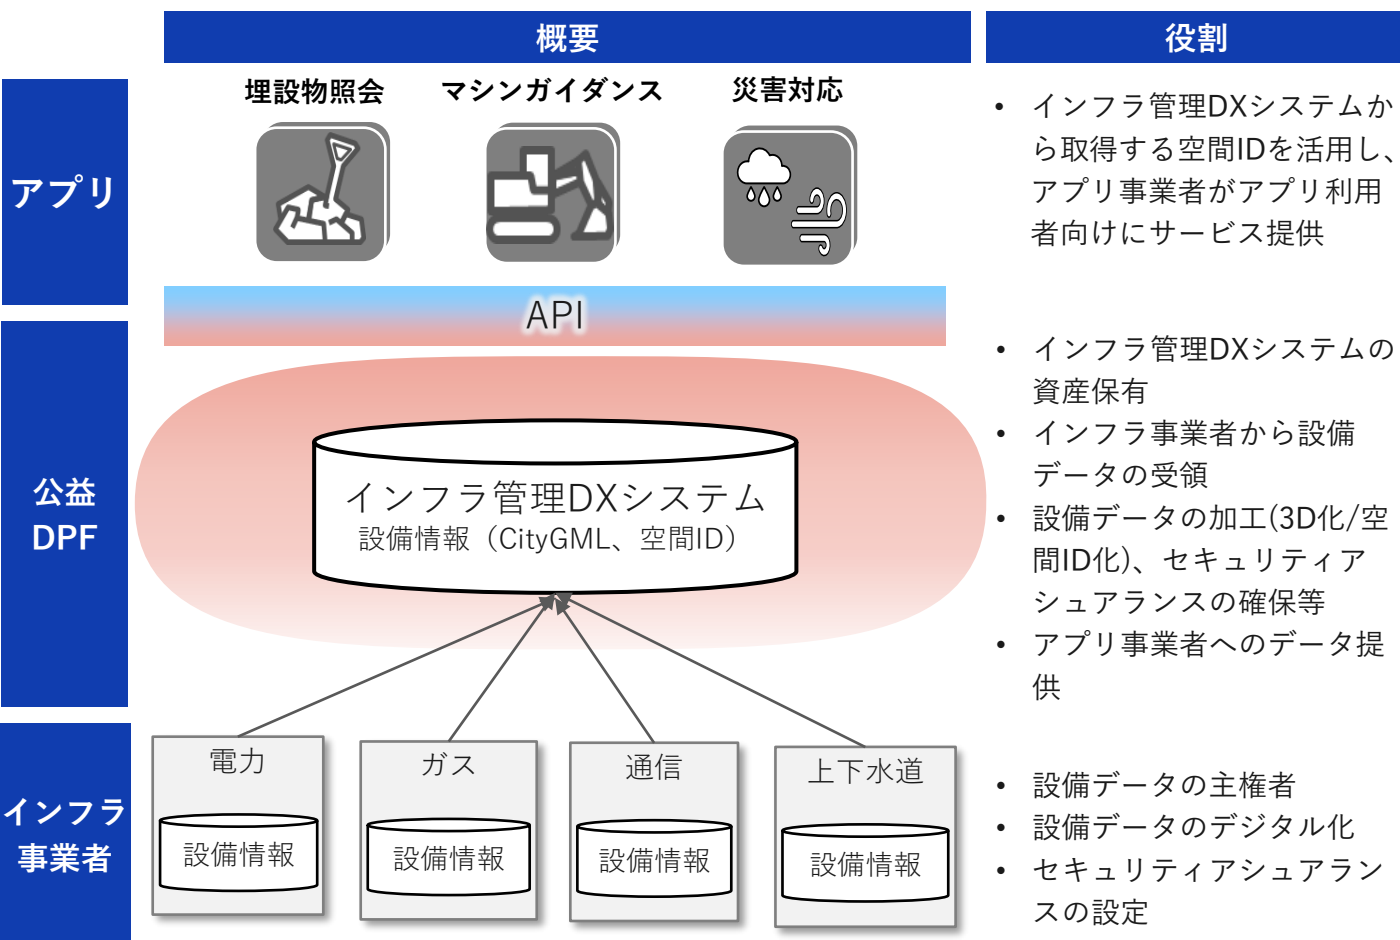 概要
役割
アプリ
埋設物照会
マシンガイダンス
災害対応
• インフラ管理DXシステムか
ら取得する空間IDを活用し、
アプリ事業者がアプリ利用
者向けにサービス提供
API
公益
DPF
インフラ管理DXシステム
設備情報（CityGML、空間ID）
• インフラ管理DXシステムの
資産保有
• インフラ事業者から設備
データの受領
• 設備データの加工(3D化/空
間ID化)、セキュリティア
シュアランスの確保等
• アプリ事業者へのデータ提
供
インフラ
事業者
電力
設備情報
ガス
設備情報
通信
設備情報
上下水道
設備情報
• 設備データの主権者
• 設備データのデジタル化
• セキュリティアシュアラン
スの設定